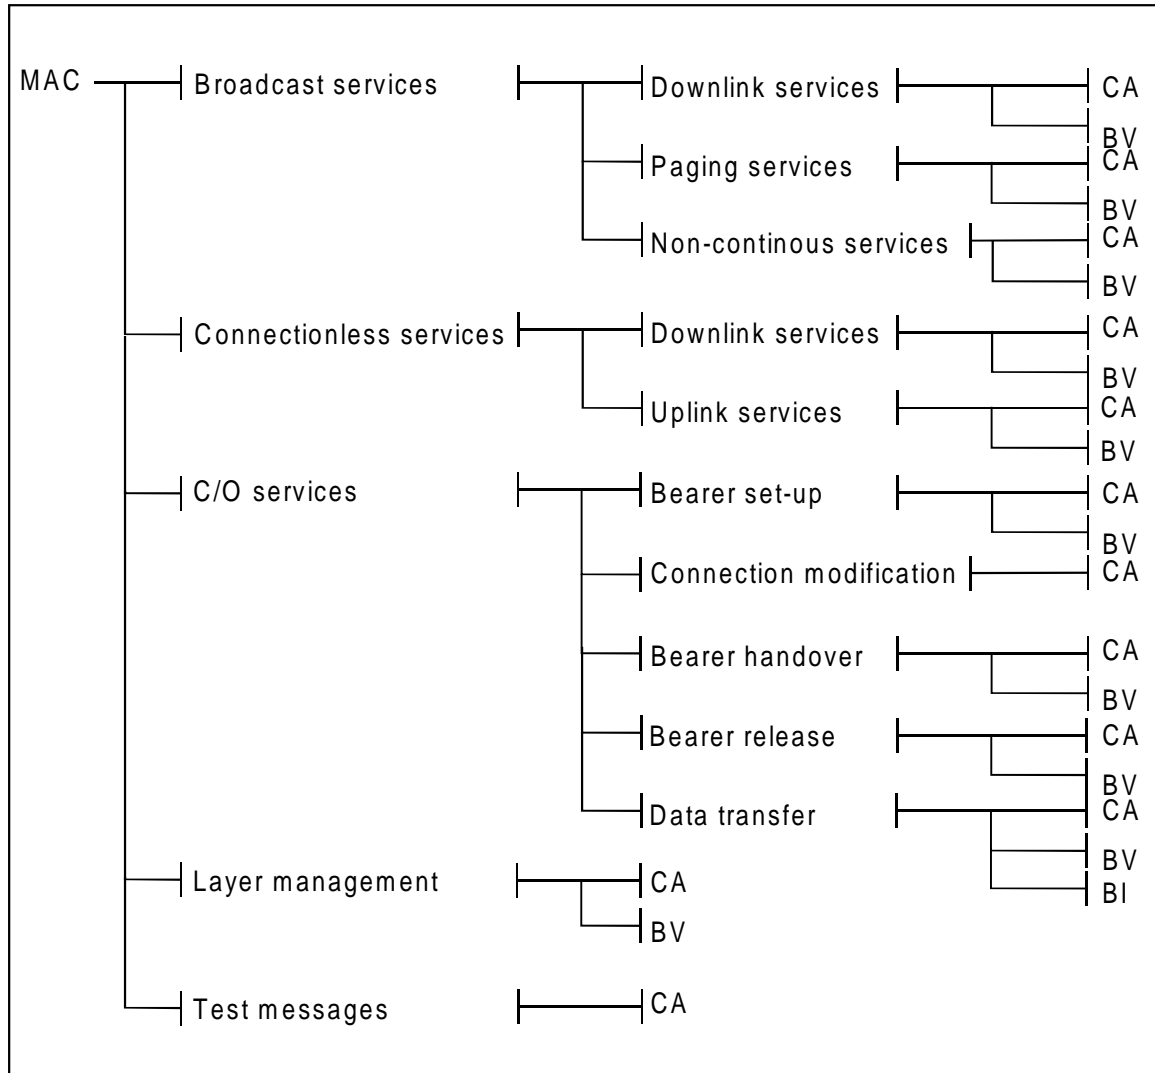 MAC Broadcast services Downlink services CA
BV
Paging services CA
BV
Non-continous services CA
BV
Connectionless services Downlink services CA
BV
Uplink services CA
BV
C/O services Bearer set-up CA
BV
Connection modification CA
Bearer handover CA
BV
Bearer release CA
BV
Data transfer CA
BV
BI
Layer management CA
BV
Test messages CA